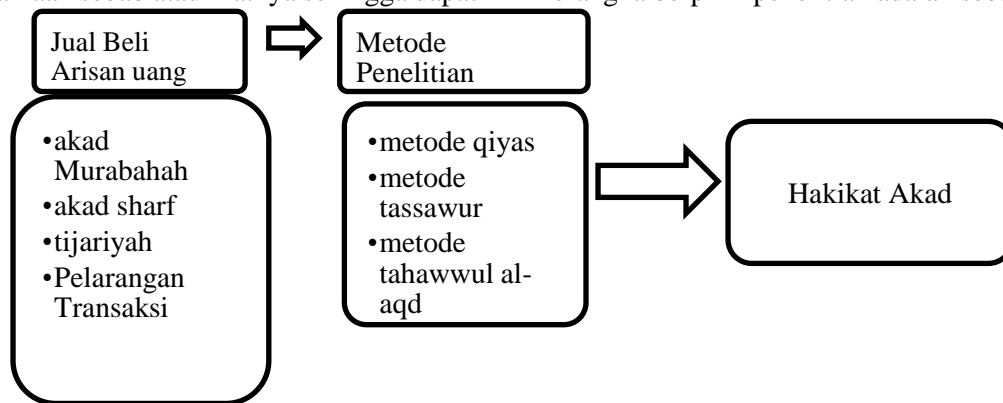 Jual Beli
Arisan uang
•akad
Murabahah
•akad sharf
•tijariyah
•Pelarangan
Transaksi
Metode
Penelitian
•metode qiyas
•metode
tassawur
•metode
tahawwul al-
aqd
Hakikat Akad